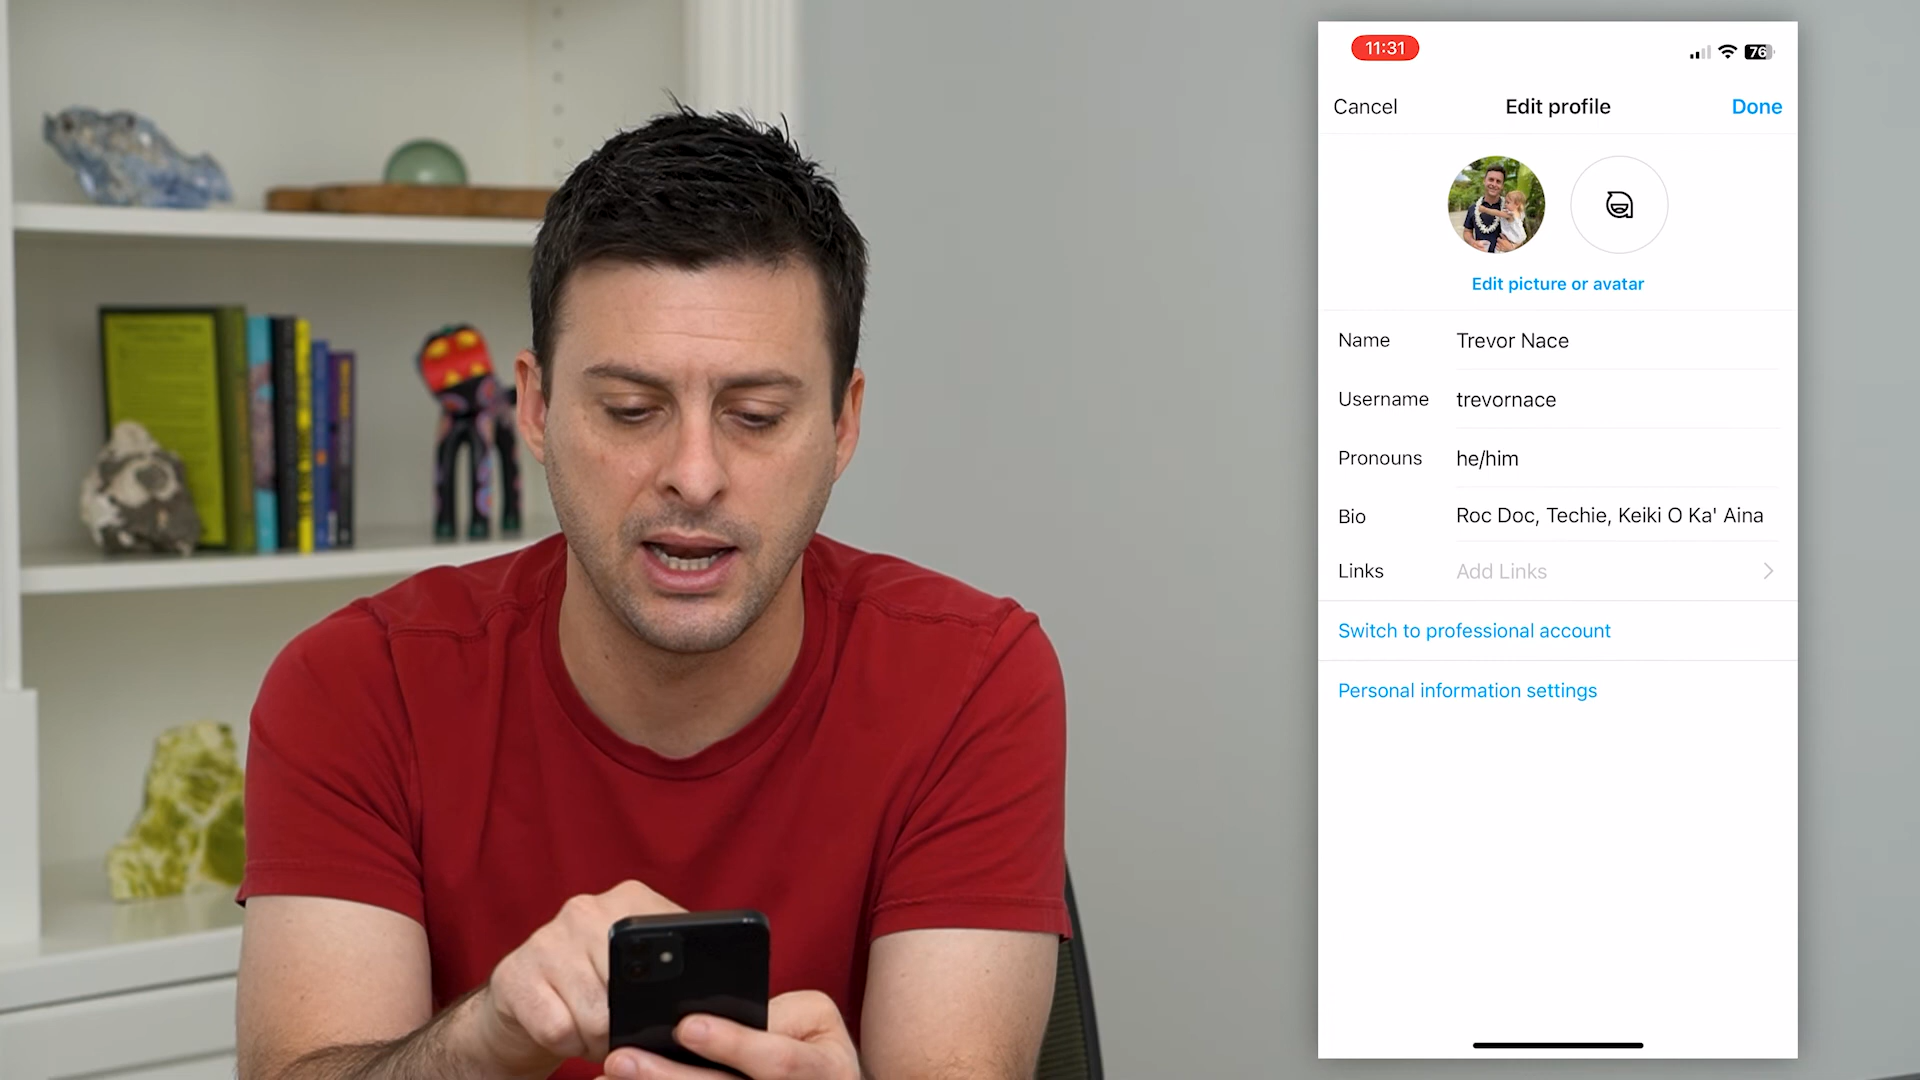 11:31
76
Cancel Edit profile Done
Edit picture or avatar
Name Trevor Nace
Username trevornace
Pronouns he/him
Bio Roc Doc, Techie, Keiki O Ka' Aina
Links Add Links
Switch to professional account
Personal information settings